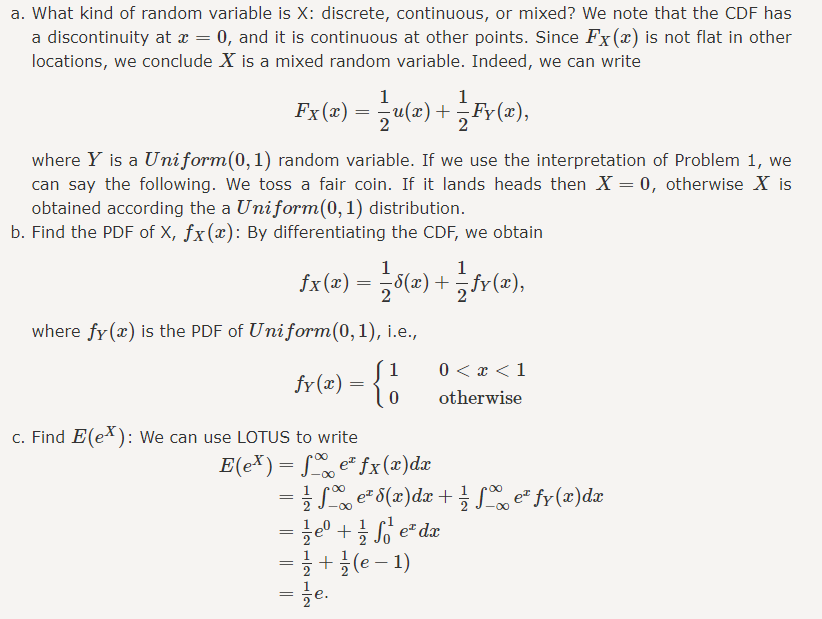 a. What kind of random variable is X: discrete, continuous, or mixed? We note that the CDF has
a discontinuity at x = 0, and it is continuous at other points. Since F_X(x) is not flat in other
locations, we conclude X is a mixed random variable. Indeed, we can write
F_X(x) = 1/2 u(x) + 1/2 F_Y(x),
where Y is a Uniform(0, 1) random variable. If we use the interpretation of Problem 1, we
can say the following. We toss a fair coin. If it lands heads then X = 0, otherwise X is
obtained according the a Uniform(0, 1) distribution.
b. Find the PDF of X, f_X(x): By differentiating the CDF, we obtain
f_X(x) = 1/2 δ(x) + 1/2 f_Y(x),
where f_Y(x) is the PDF of Uniform(0, 1), i.e.,
f_Y(x) = { 1 0 < x < 1
0 otherwise
c. Find E(e^X): We can use LOTUS to write
E(e^X) = ∫_{-∞}^{∞} e^x f_X(x)dx
= 1/2 ∫_{-∞}^{∞} e^x δ(x)dx + 1/2 ∫_{-∞}^{∞} e^x f_Y(x)dx
= 1/2 e^0 + 1/2 ∫_0^1 e^x dx
= 1/2 + 1/2 (e − 1)
= 1/2 e.